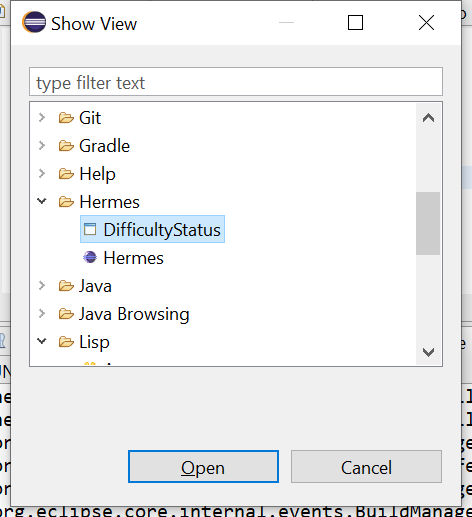 Show View
type filter text
Git
Gradle
Help
Hermes
DifficultyStatus
Hermes
Java
Java Browsing
Lisp
Open
Cancel
org.eclipse.core.internal.events.BuildManage